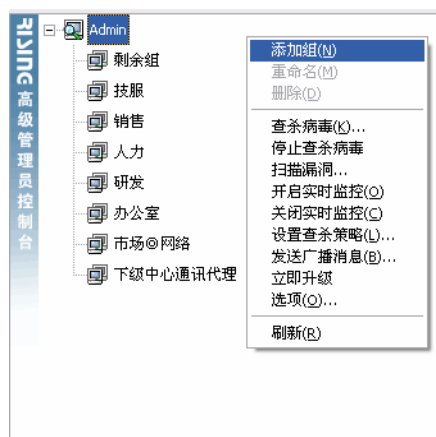 RISING 高级管理员控制台
Admin
剩余组
技服
销售
人力
研发
办公室
市场◎网络
下级中心通讯代理
添加组(N)
重命名(M)
删除(D)
查杀病毒(K)...
停止查杀病毒
扫描漏洞...
开启实时监控(O)
关闭实时监控(C)
设置查杀策略(L)...
发送广播消息(B)...
立即升级
选项(O)...
刷新(R)